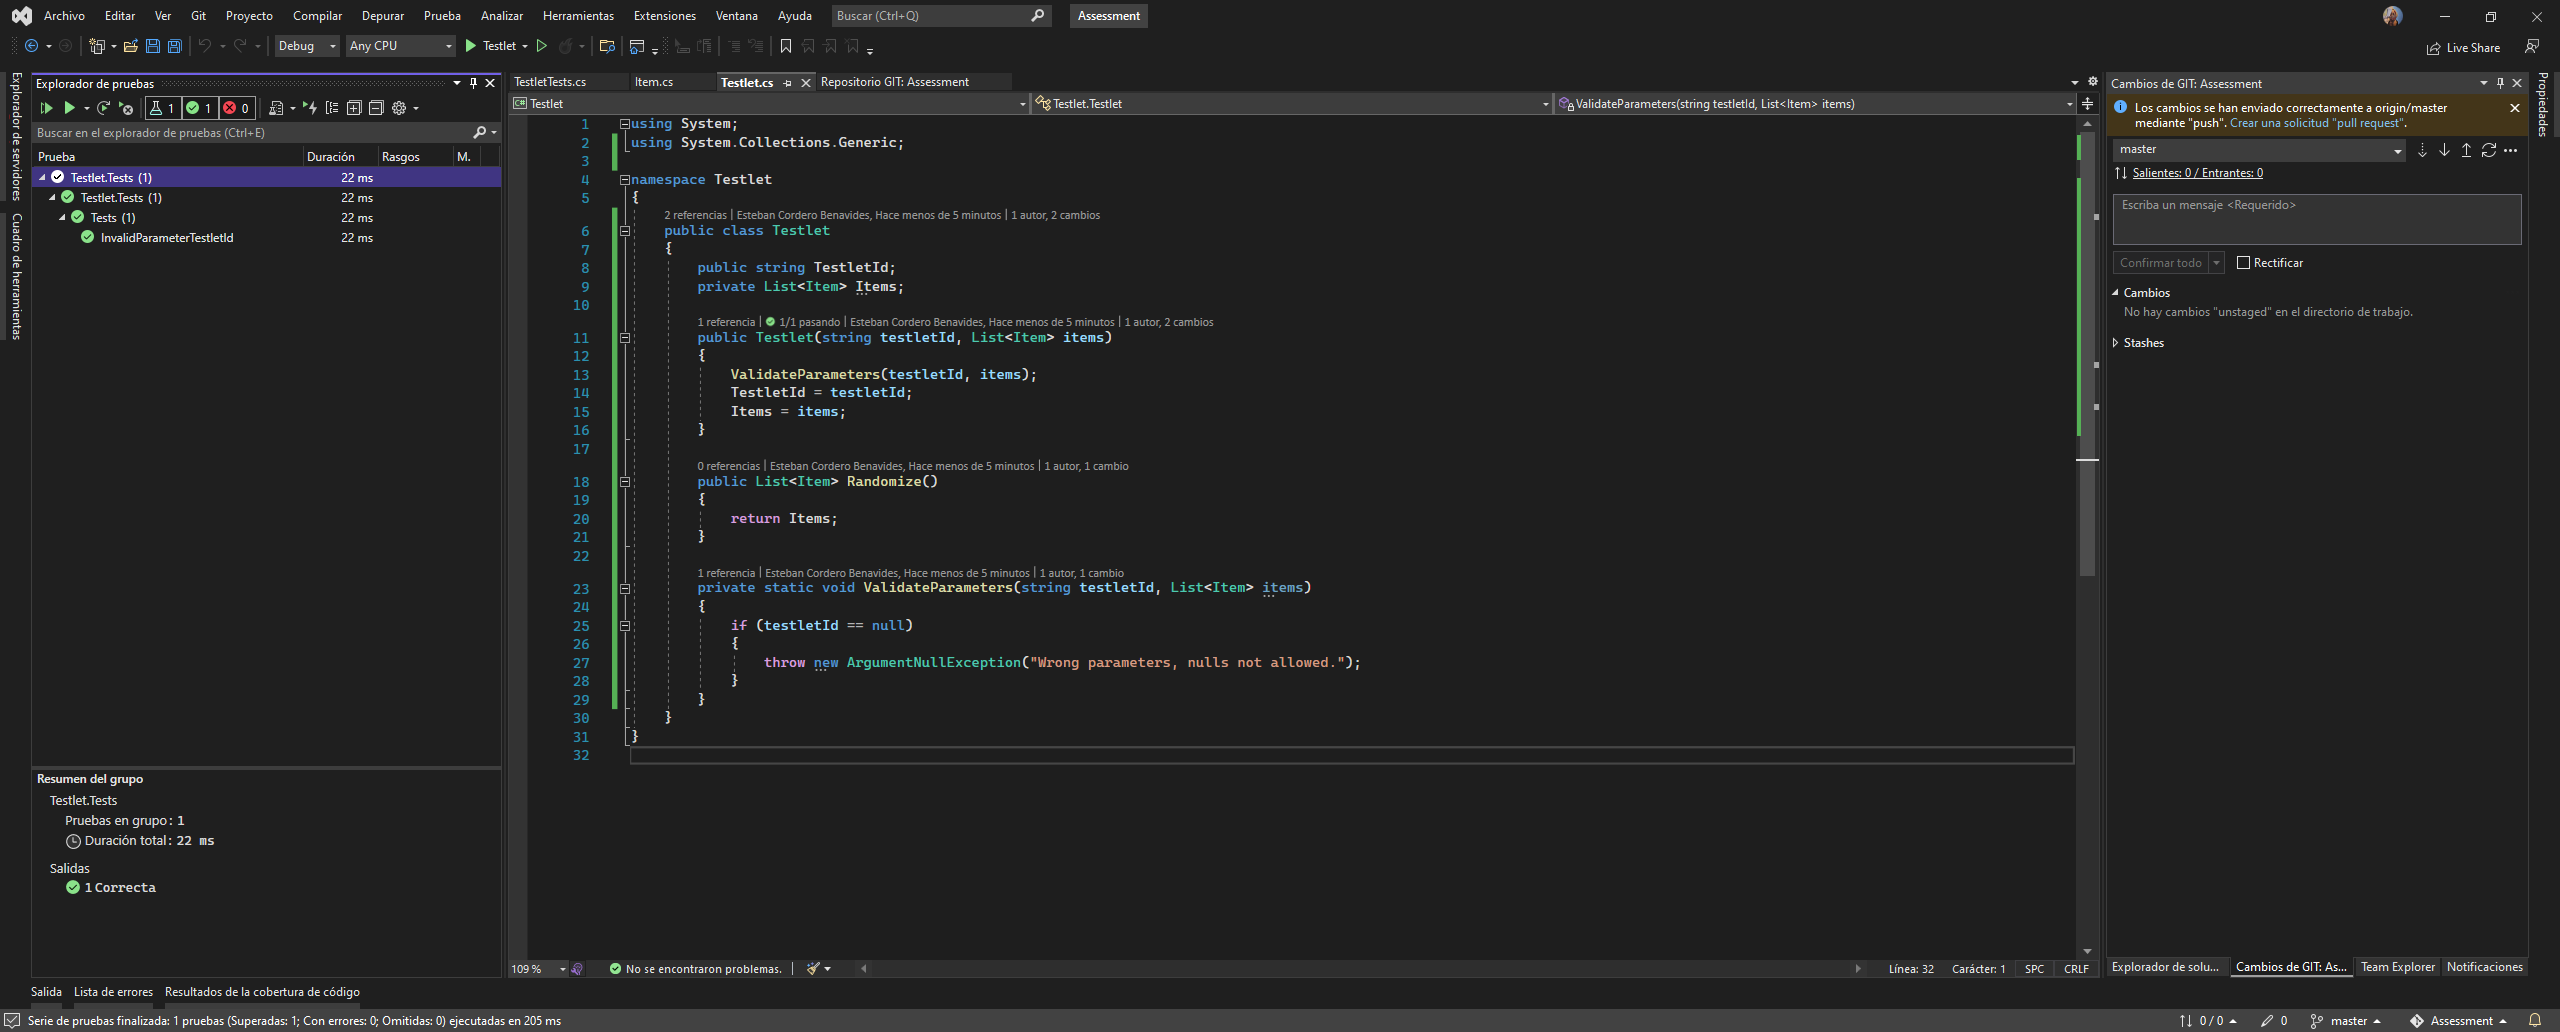 Archivo Editar Ver Git Proyecto Compilar Depurar Prueba Analizar Herramientas Extensiones Ventana Ayuda Buscar (Ctrl+Q) Assessment
Debug Any CPU Testlet Live Share
Explorador de servidores
Cuadro de herramientas
Explorador de pruebas
1 1 0
Buscar en el explorador de pruebas (Ctrl+E)
Prueba Duración Rasgos M.
Testlet.Tests (1) 22 ms
Testlet.Tests (1) 22 ms
Tests (1) 22 ms
InvalidParameterTestletId 22 ms
Resumen del grupo
Testlet.Tests
Pruebas en grupo: 1
Duración total: 22 ms
Salidas
1 Correcta
TestletTests.cs Item.cs Testlet.cs Repositorio GIT: Assessment
C# Testlet Testlet.Testlet ValidateParameters(string testletId, List<Item> items)
1 using System;
2 using System.Collections.Generic;
3
4 namespace Testlet
5 {
2 referencias | Esteban Cordero Benavides, Hace menos de 5 minutos | 1 autor, 2 cambios
6 public class Testlet
7 {
8 public string TestletId;
9 private List<Item> Items;
10
1 referencia | 1/1 pasando | Esteban Cordero Benavides, Hace menos de 5 minutos | 1 autor, 2 cambios
11 public Testlet(string testletId, List<Item> items)
12 {
13 ValidateParameters(testletId, items);
14 TestletId = testletId;
15 Items = items;
16 }
17
0 referencias | Esteban Cordero Benavides, Hace menos de 5 minutos | 1 autor, 1 cambio
18 public List<Item> Randomize()
19 {
20 return Items;
21 }
22
1 referencia | Esteban Cordero Benavides, Hace menos de 5 minutos | 1 autor, 1 cambio
23 private static void ValidateParameters(string testletId, List<Item> items)
24 {
25 if (testletId == null)
26 {
27 throw new ArgumentNullException("Wrong parameters, nulls not allowed.");
28 }
29 }
30 }
31 }
32
109 % No se encontraron problemas. Línea: 32 Carácter: 1 SPC CRLF
Cambios de GIT: Assessment
Los cambios se han enviado correctamente a origin/master
mediante "push". Crear una solicitud "pull request".
master
Salientes: 0 / Entrantes: 0
Escriba un mensaje <Requerido>
Confirmar todo Rectificar
Cambios
No hay cambios "unstaged" en el directorio de trabajo.
Stashes
Explorador de solu... Cambios de GIT: As... Team Explorer Notificaciones
Propiedades
Salida Lista de errores Resultados de la cobertura de código
Serie de pruebas finalizada: 1 pruebas (Superadas: 1; Con errores: 0; Omitidas: 0) ejecutadas en 205 ms 0 / 0 0 master Assessment